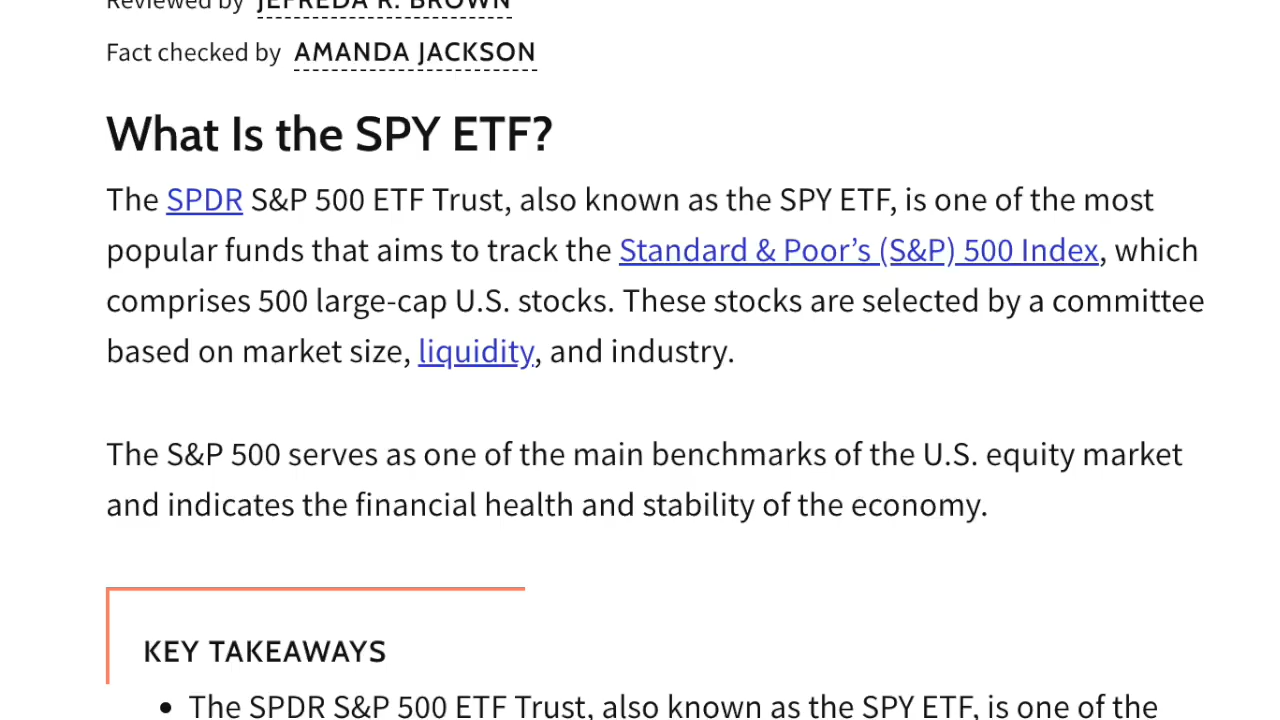 Reviewed by JEFREDA R. BROWN
Fact checked by AMANDA JACKSON
What Is the SPY ETF?
The SPDR S&P 500 ETF Trust, also known as the SPY ETF, is one of the most
popular funds that aims to track the Standard & Poor’s (S&P) 500 Index, which
comprises 500 large-cap U.S. stocks. These stocks are selected by a committee
based on market size, liquidity, and industry.
The S&P 500 serves as one of the main benchmarks of the U.S. equity market
and indicates the financial health and stability of the economy.
KEY TAKEAWAYS
• The SPDR S&P 500 ETF Trust, also known as the SPY ETF, is one of the